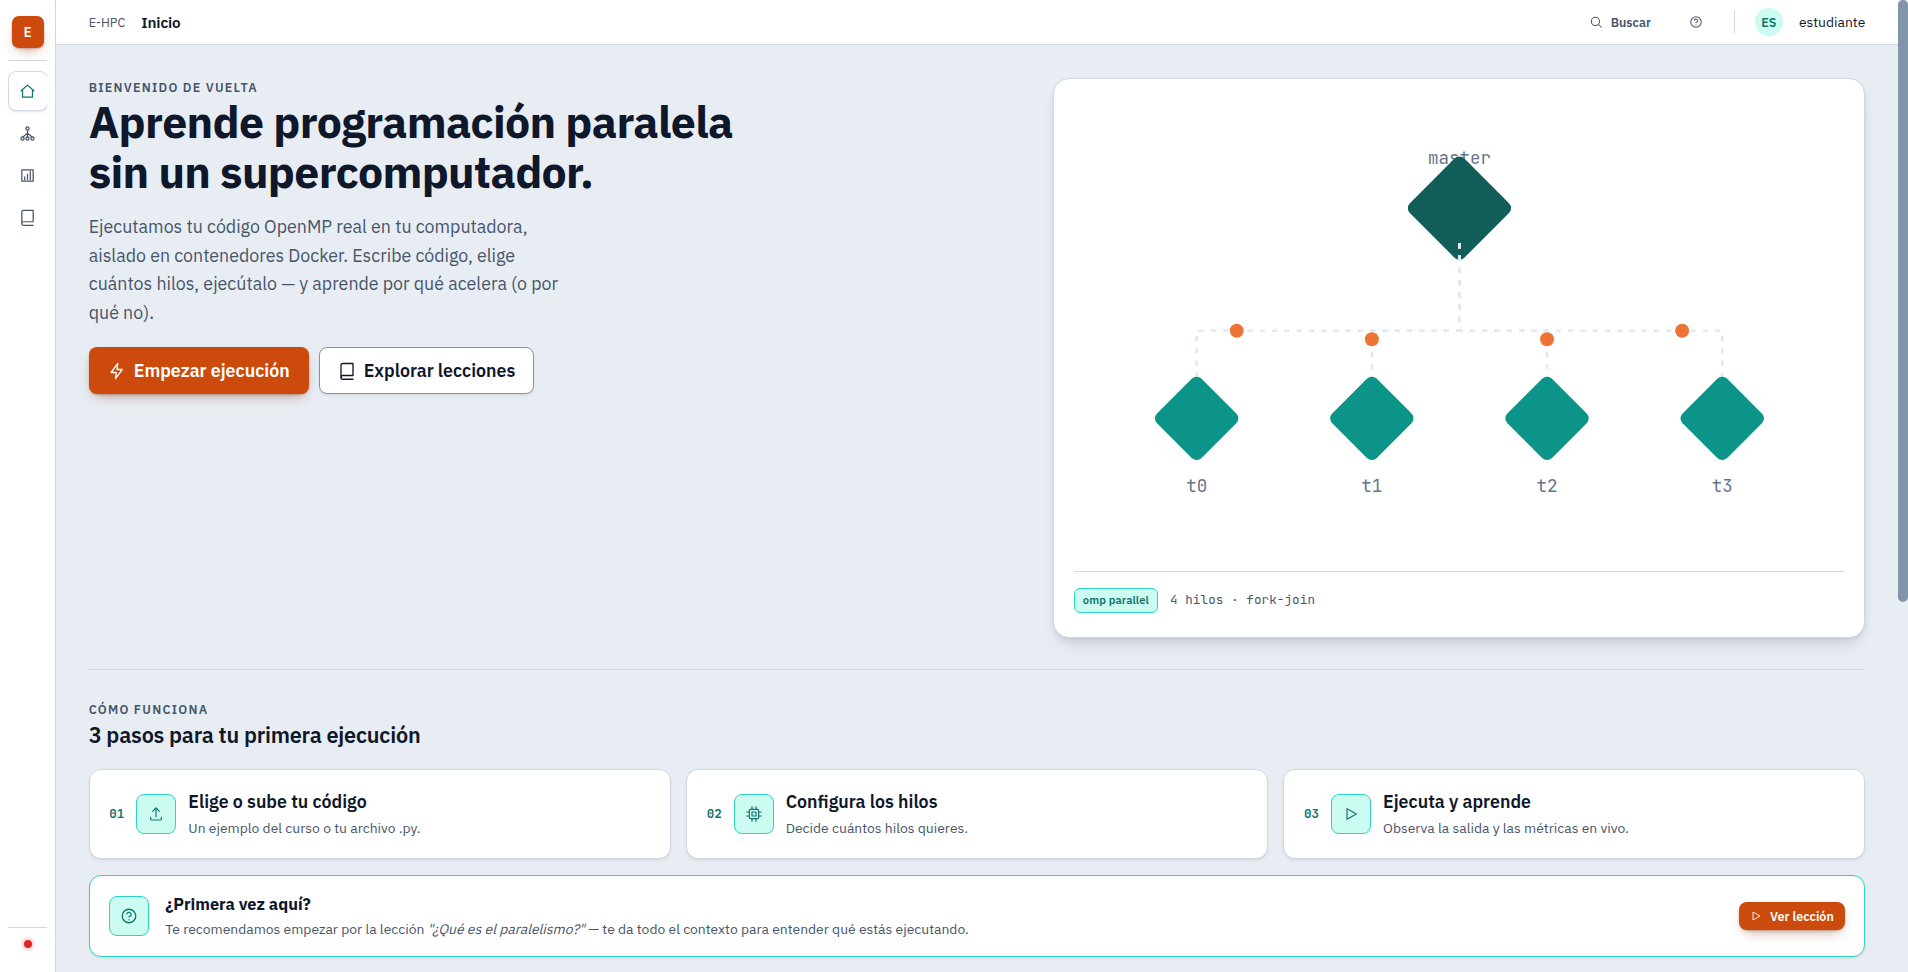 E
E-HPC
Inicio
Buscar
ES
estudiante
BIENVENIDO DE VUELTA
Aprende programación paralela
sin un supercomputador.
Ejecutamos tu código OpenMP real en tu computadora,
aislado en contenedores Docker. Escribe código, elige
cuántos hilos, ejecútalo — y aprende por qué acelera (o por
qué no).
Empezar ejecución
Explorar lecciones
master
t0
t1
t2
t3
omp parallel
4 hilos · fork-join
CÓMO FUNCIONA
3 pasos para tu primera ejecución
01
Elige o sube tu código
Un ejemplo del curso o tu archivo .py.
02
Configura los hilos
Decide cuántos hilos quieres.
03
Ejecuta y aprende
Observa la salida y las métricas en vivo.
¿Primera vez aquí?
Te recomendamos empezar por la lección "¿Qué es el paralelismo?" — te da todo el contexto para entender qué estás ejecutando.
Ver lección